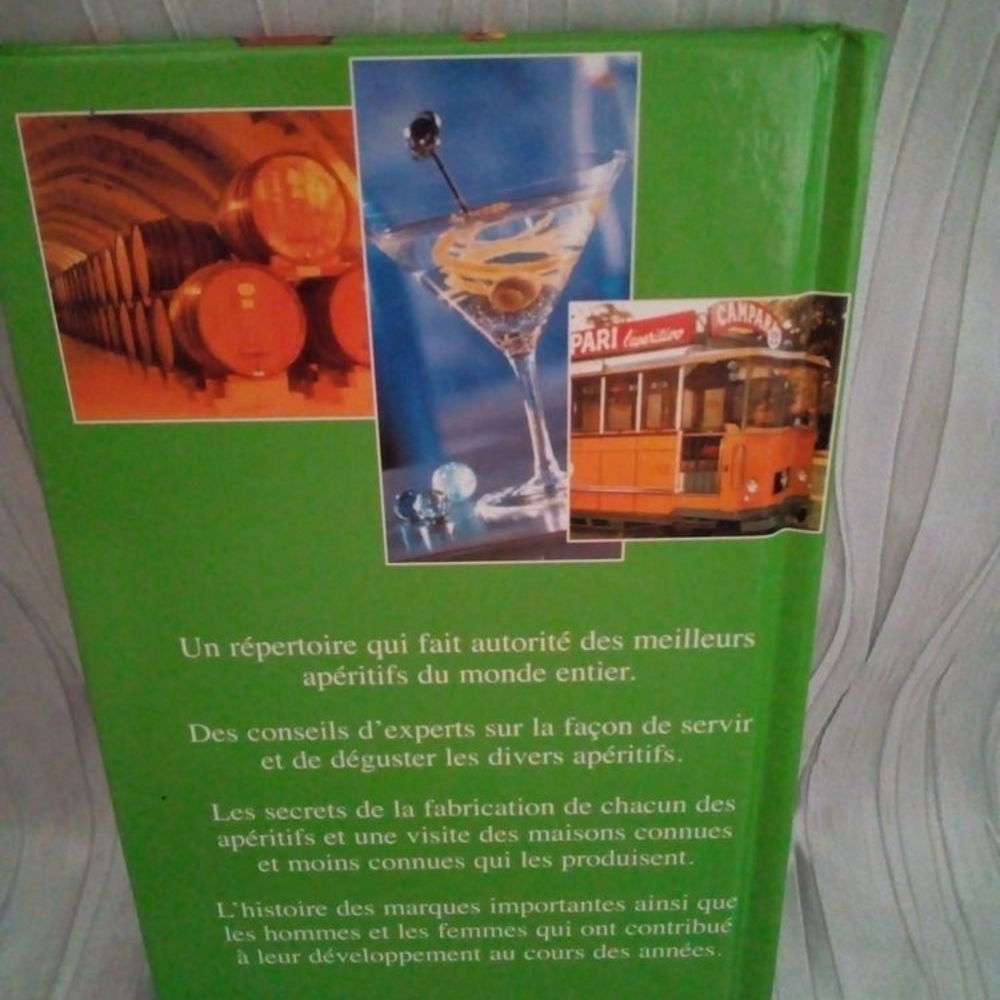 PARI l'aperitivo
CAMPARI
Un répertoire qui fait autorité des meilleurs
apéritifs du monde entier.
Des conseils d'experts sur la façon de servir
et de déguster les divers apéritifs.
Les secrets de la fabrication de chacun des
apéritifs et une visite des maisons connues
et moins connues qui les produisent.
L'histoire des marques importantes ainsi que
les hommes et les femmes qui ont contribué
à leur développement au cours des années.